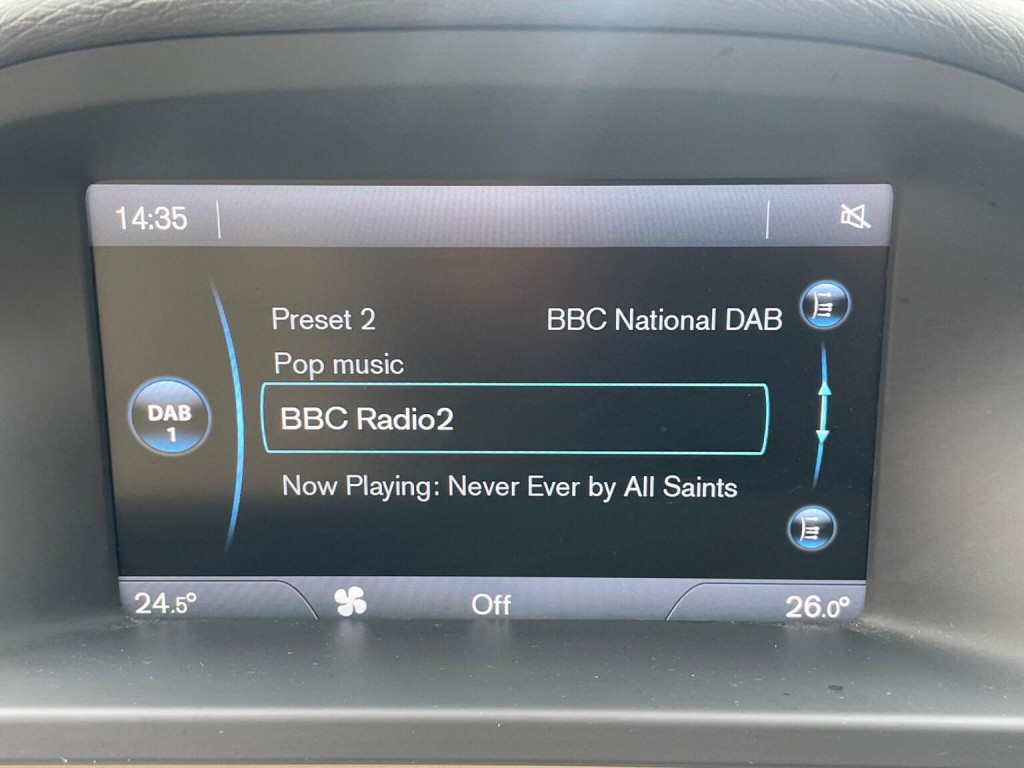 14:35
Preset 2 BBC National DAB
Pop music
DAB
1
BBC Radio2
Now Playing: Never Ever by All Saints
24.5° Off 26.0°